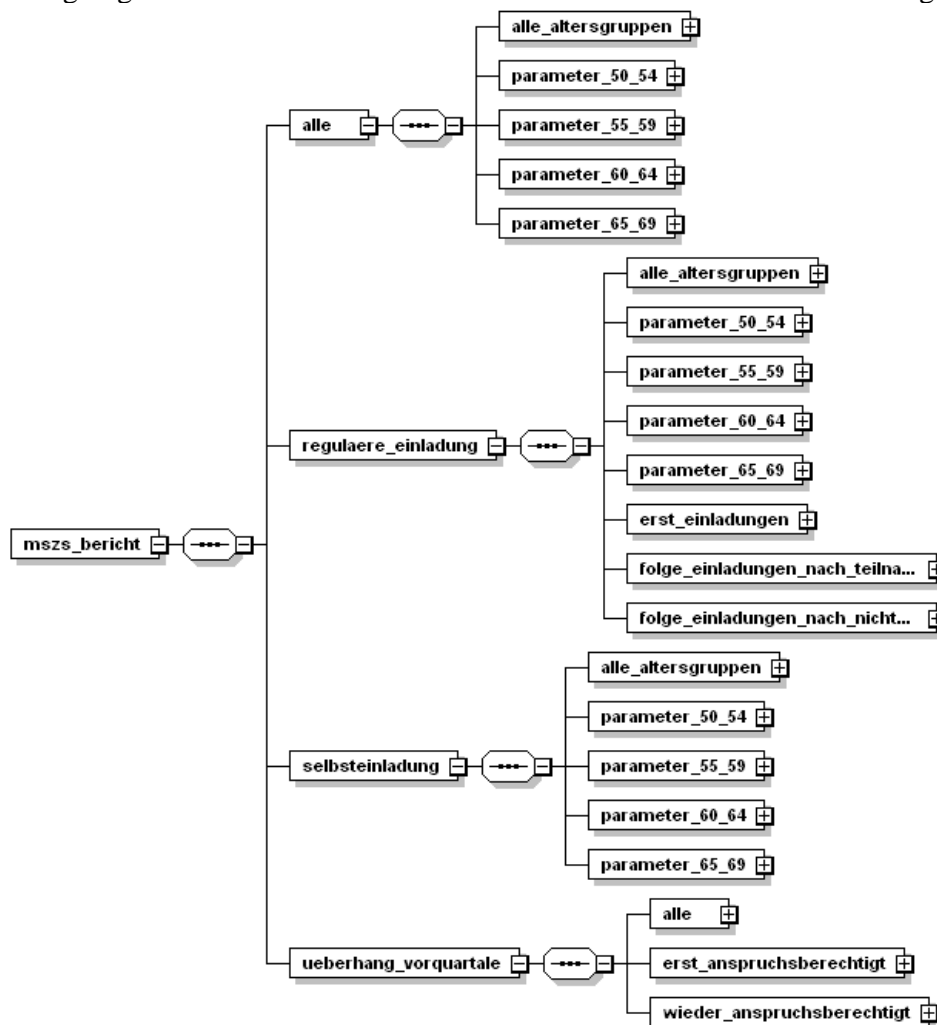 alle_altersgruppen
parameter_50_54
alle
parameter_55_59
parameter_60_64
parameter_65_69
alle_altersgruppen
parameter_50_54
parameter_55_59
parameter_60_64
regulaere_einladung
parameter_65_69
erst_einladungen
mszs_bericht
folge_einladungen_nach_teilna...
folge_einladungen_nach_nicht...
alle_altersgruppen
parameter_50_54
selbsteinladung
parameter_55_59
parameter_60_64
parameter_65_69
alle
ueberhang_vorquartale
erst_anspruchsberechtigt
wieder_anspruchsberechtigt